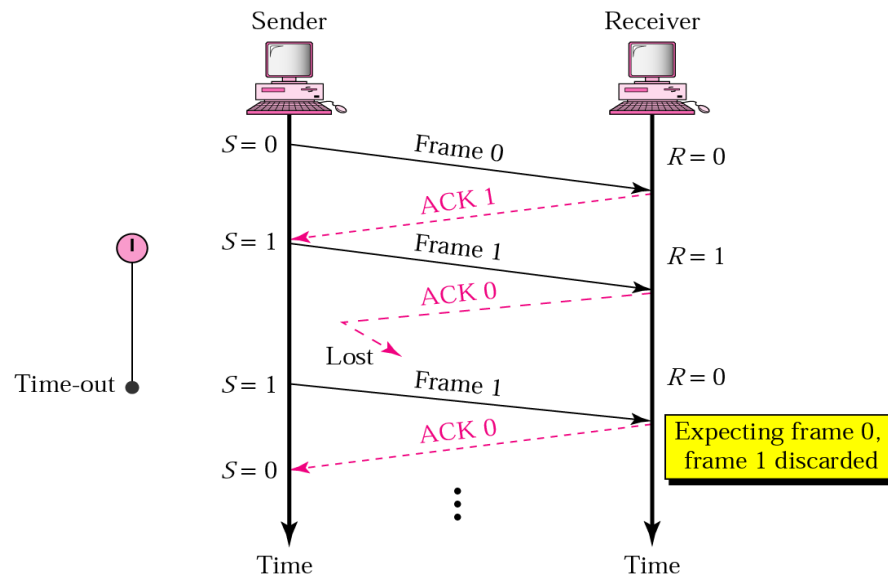 Sender
Receiver
S = 0
Frame 0
R = 0
ACK 1
S = 1
Frame 1
R = 1
ACK 0
Lost
Time-out
S = 1
Frame 1
R = 0
ACK 0
Expecting frame 0,
frame 1 discarded
S = 0
Time
Time